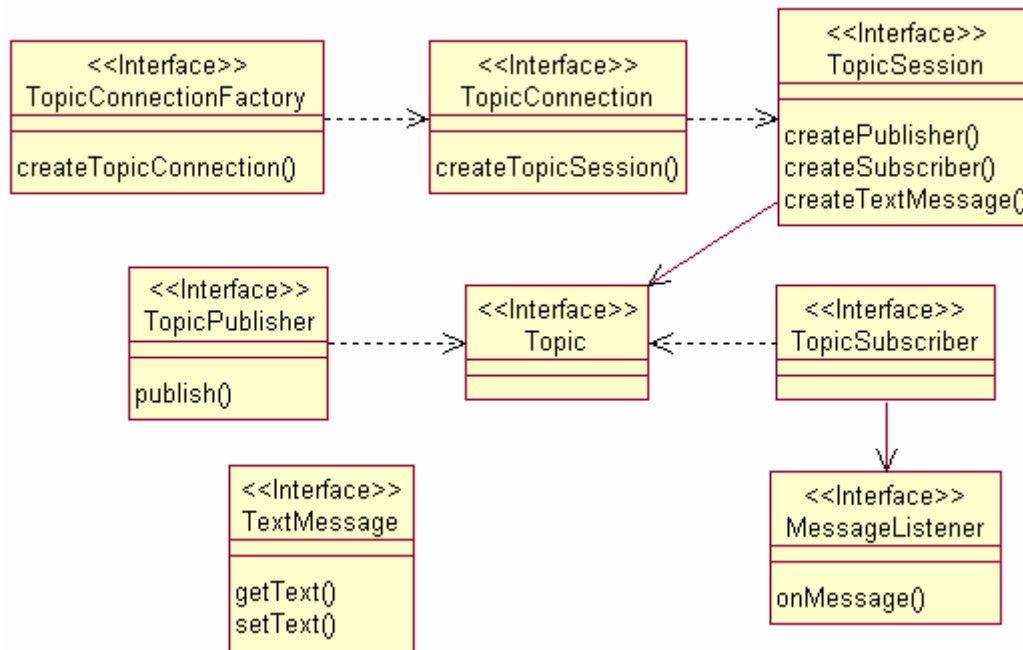 <<Interface>>
TopicConnectionFactory
createTopicConnection()
<<Interface>>
TopicConnection
createTopicSession()
<<Interface>>
TopicSession
createPublisher()
createSubscriber()
createTextMessage()
<<Interface>>
TopicPublisher
publish()
<<Interface>>
Topic
<<Interface>>
TopicSubscriber
<<Interface>>
TextMessage
getText()
setText()
<<Interface>>
MessageListener
onMessage()